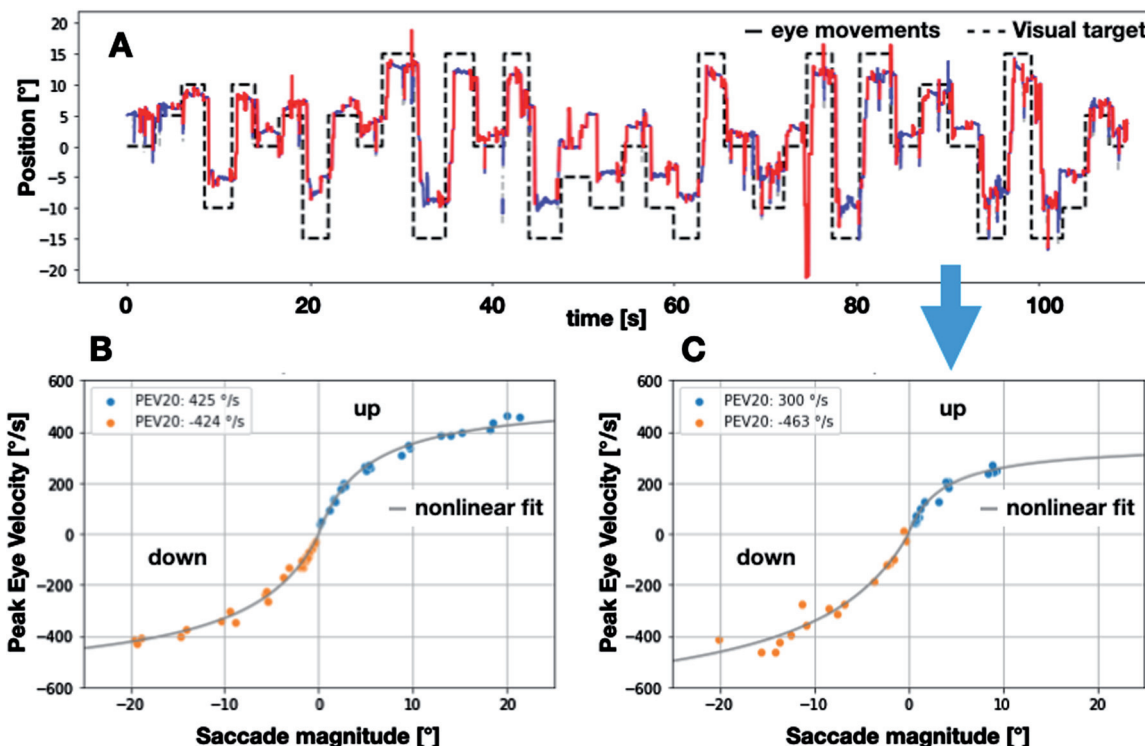 A
eye movements
Visual target
Position [°]
20
15
10
5
0
−5
−10
−15
−20
0
20
40
60
80
100
time [s]
B
Peak Eye Velocity [°/s]
600
400
200
0
−200
−400
−600
PEV20: 425 °/s
PEV20: -424 °/s
up
nonlinear fit
down
−20
−10
0
10
20
Saccade magnitude [°]
C
Peak Eye Velocity [°/s]
600
400
200
0
−200
−400
−600
PEV20: 300 °/s
PEV20: -463 °/s
up
nonlinear fit
down
−20
−10
0
10
20
Saccade magnitude [°]